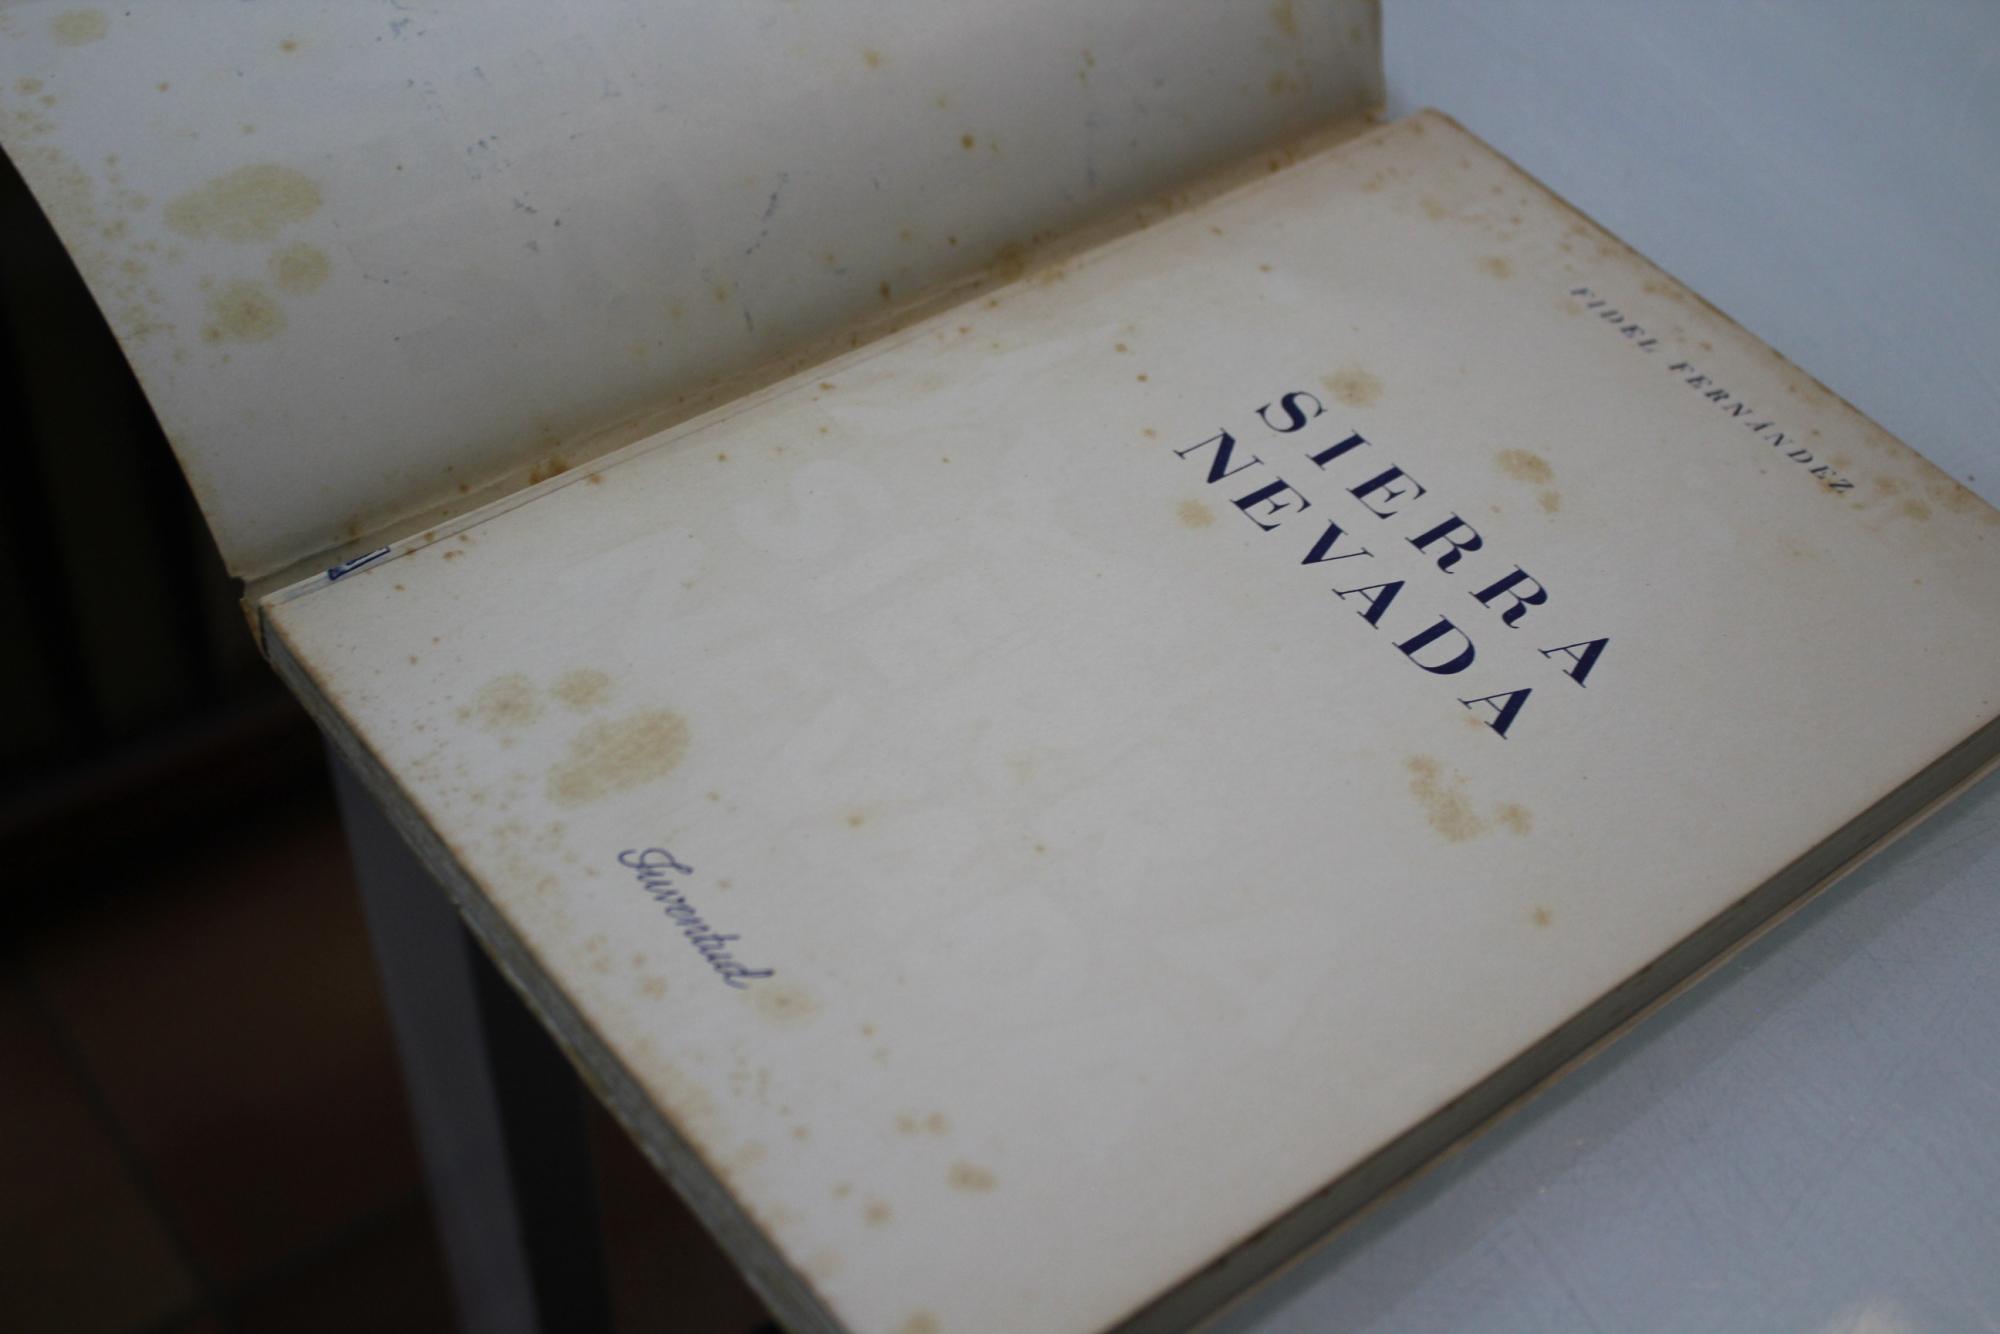 FIDEL FERNÁNDEZ
SIERRA
NEVADA
Juventud